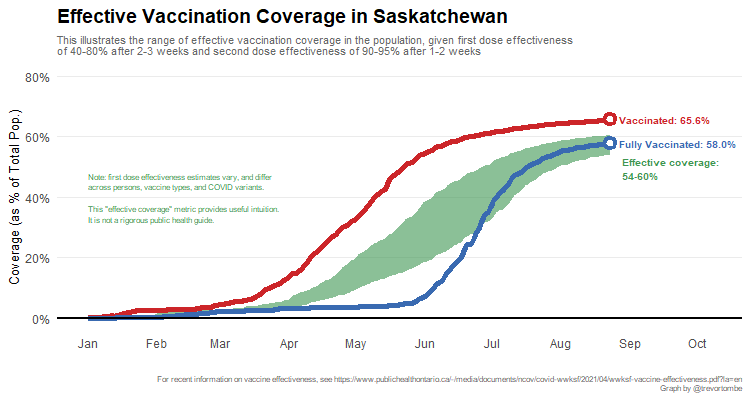 Effective Vaccination Coverage in Saskatchewan
This illustrates the range of effective vaccination coverage in the population, given first dose effectiveness
of 40-80% after 2-3 weeks and second dose effectiveness of 90-95% after 1-2 weeks
Coverage (as % of Total Pop.)
80%
60%
40%
20%
0%
Vaccinated: 65.6%
Fully Vaccinated: 58.0%
Effective coverage:
54-60%
Note: first dose effectiveness estimates vary, and differ
across persons, vaccine types, and COVID variants.
This "effective coverage" metric provides useful intuition.
It is not a rigorous public health guide.
Jan Feb Mar Apr May Jun Jul Aug Sep Oct
For recent information on vaccine effectiveness, see https://www.publichealthontario.ca/-/media/documents/ncov/covid-wwksf/2021/04/wwksf-vaccine-effectiveness.pdf?la=en
Graph by @trevortombe